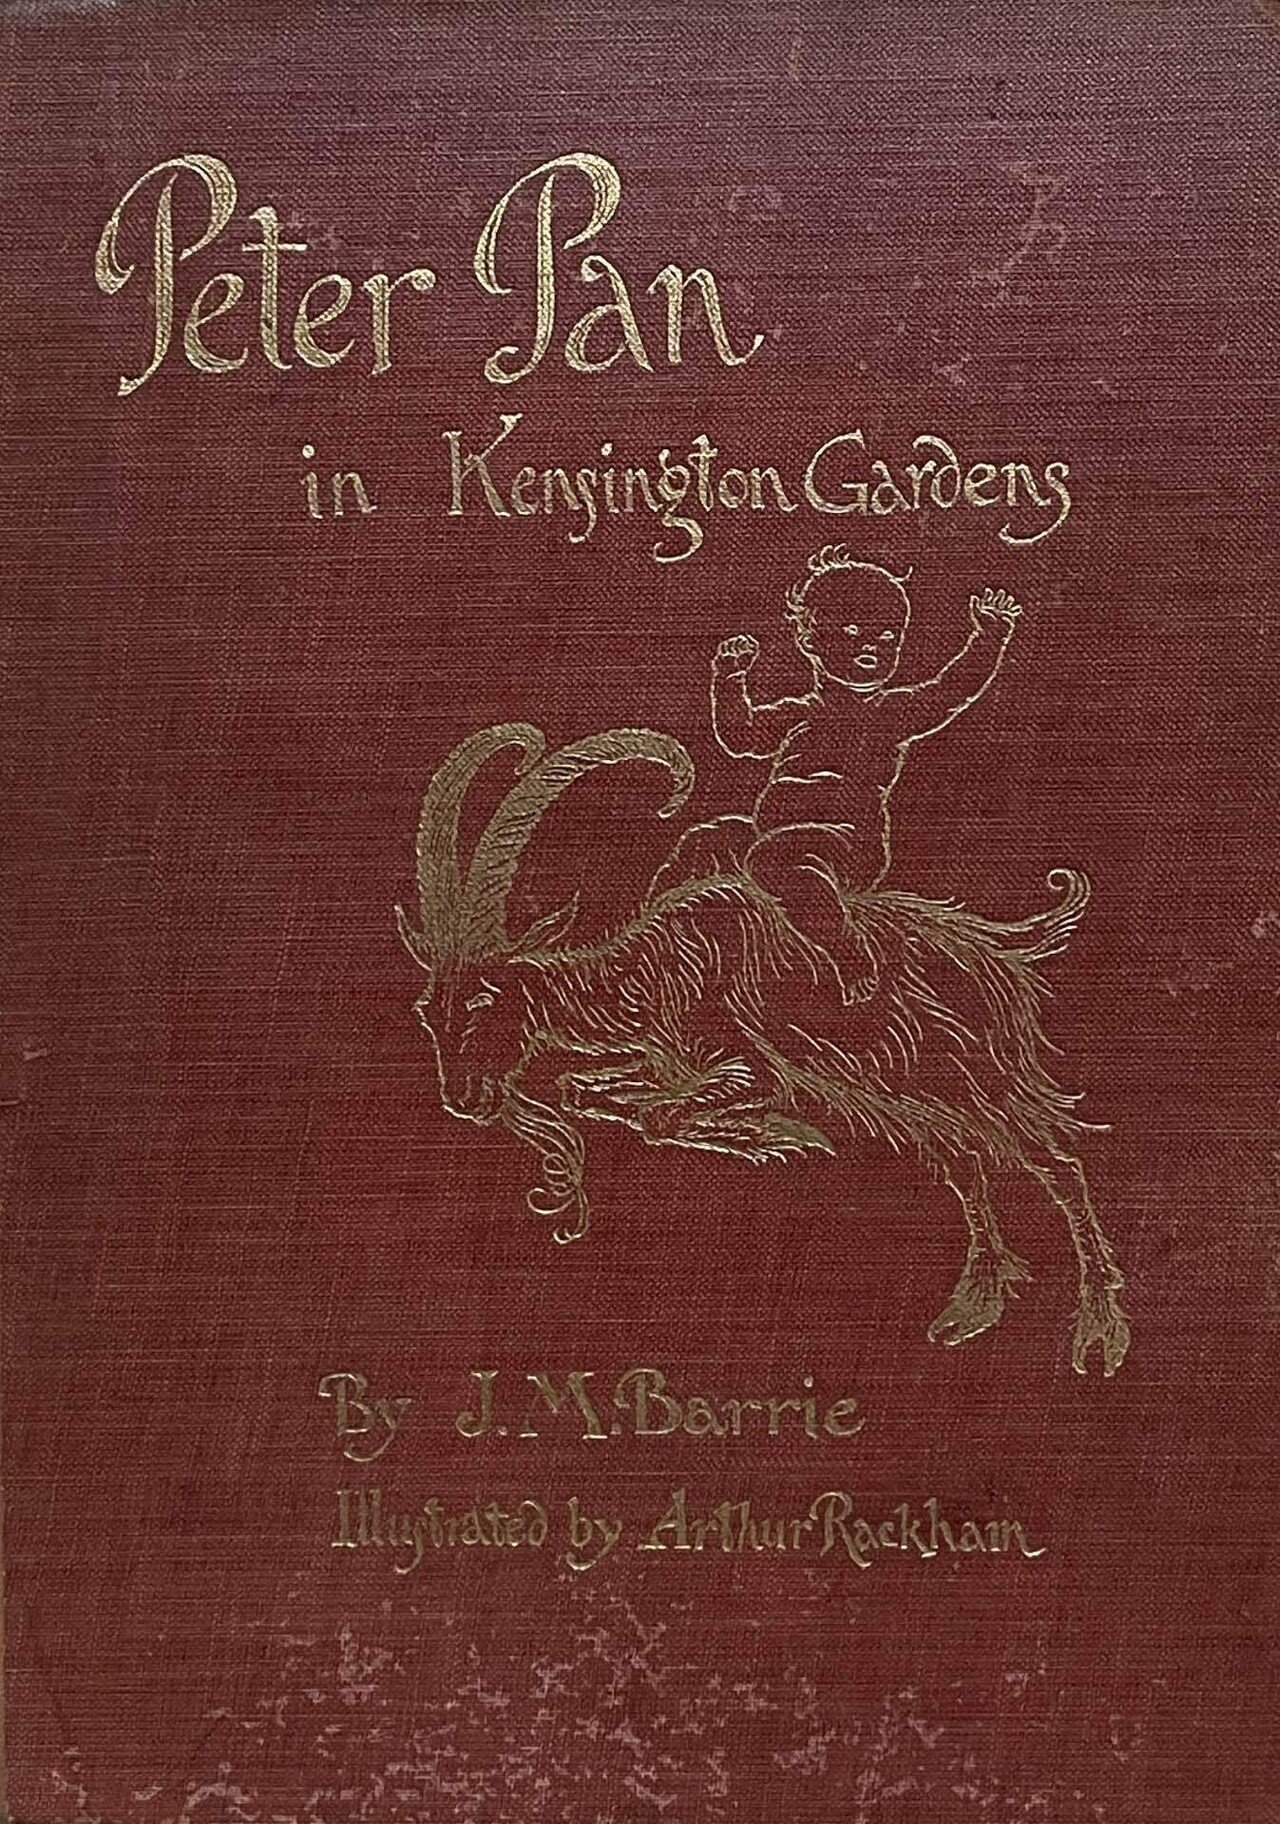 Peter Pan
in Kensington Gardens
By J. M. Barrie
Illustrated by Arthur Rackham